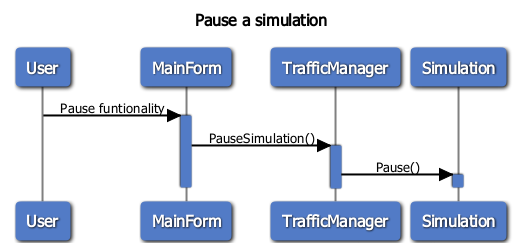 Pause a simulation
User MainForm TrafficManager Simulation
Pause funtionality
PauseSimulation()
Pause()
User MainForm TrafficManager Simulation